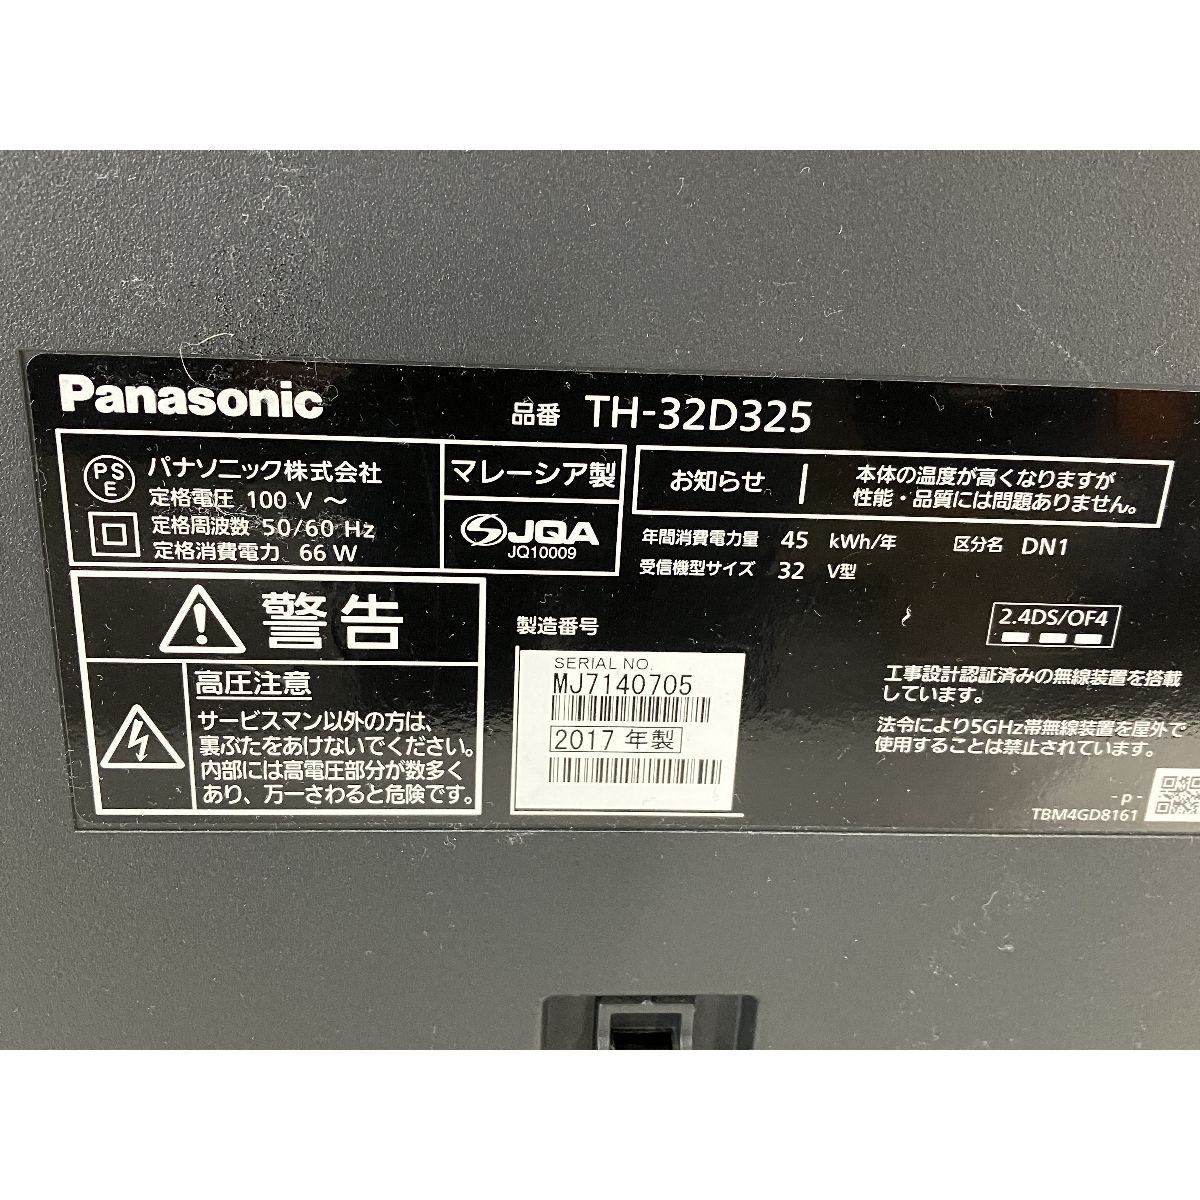 Panasonic
品番 TH-32D325
PS
E
パナソニック株式会社
定格電圧 100 V ～
定格周波数 50/60 Hz
定格消費電力 66 W
マレーシア製
JQA
JQ10009
お知らせ
本体の温度が高くなりますが
性能・品質には問題ありません。
年間消費電力量 45 kWh/年 区分名 DN1
受信機型サイズ 32 V型
警告
高圧注意
サービスマン以外の方は、
裏ぶたをあけないでください。
内部には高電圧部分が数多く
あり、万一さわると危険です。
製造番号
SERIAL NO.
MJ7140705
2017 年製
2.4DS/OF4
工事設計認証済みの無線装置を搭載
しています。
法令により5GHz帯無線装置を屋外で
使用することは禁止されています。
- p -
TBM4GD8161